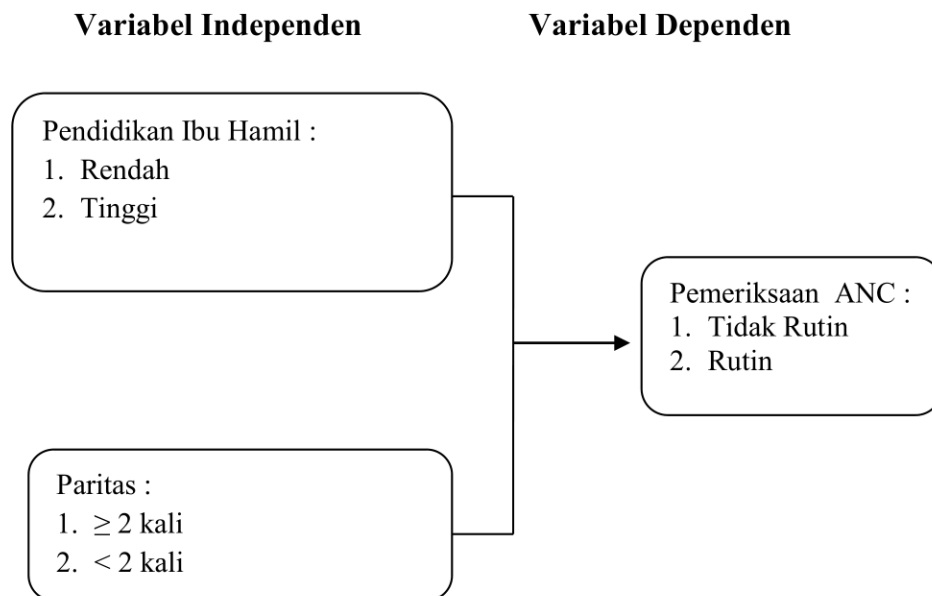 Variabel Independen
Variabel Dependen
Pendidikan Ibu Hamil :
1. Rendah
2. Tinggi
Pemeriksaan ANC :
1. Tidak Rutin
2. Rutin
Paritas :
1. ≥ 2 kali
2. < 2 kali